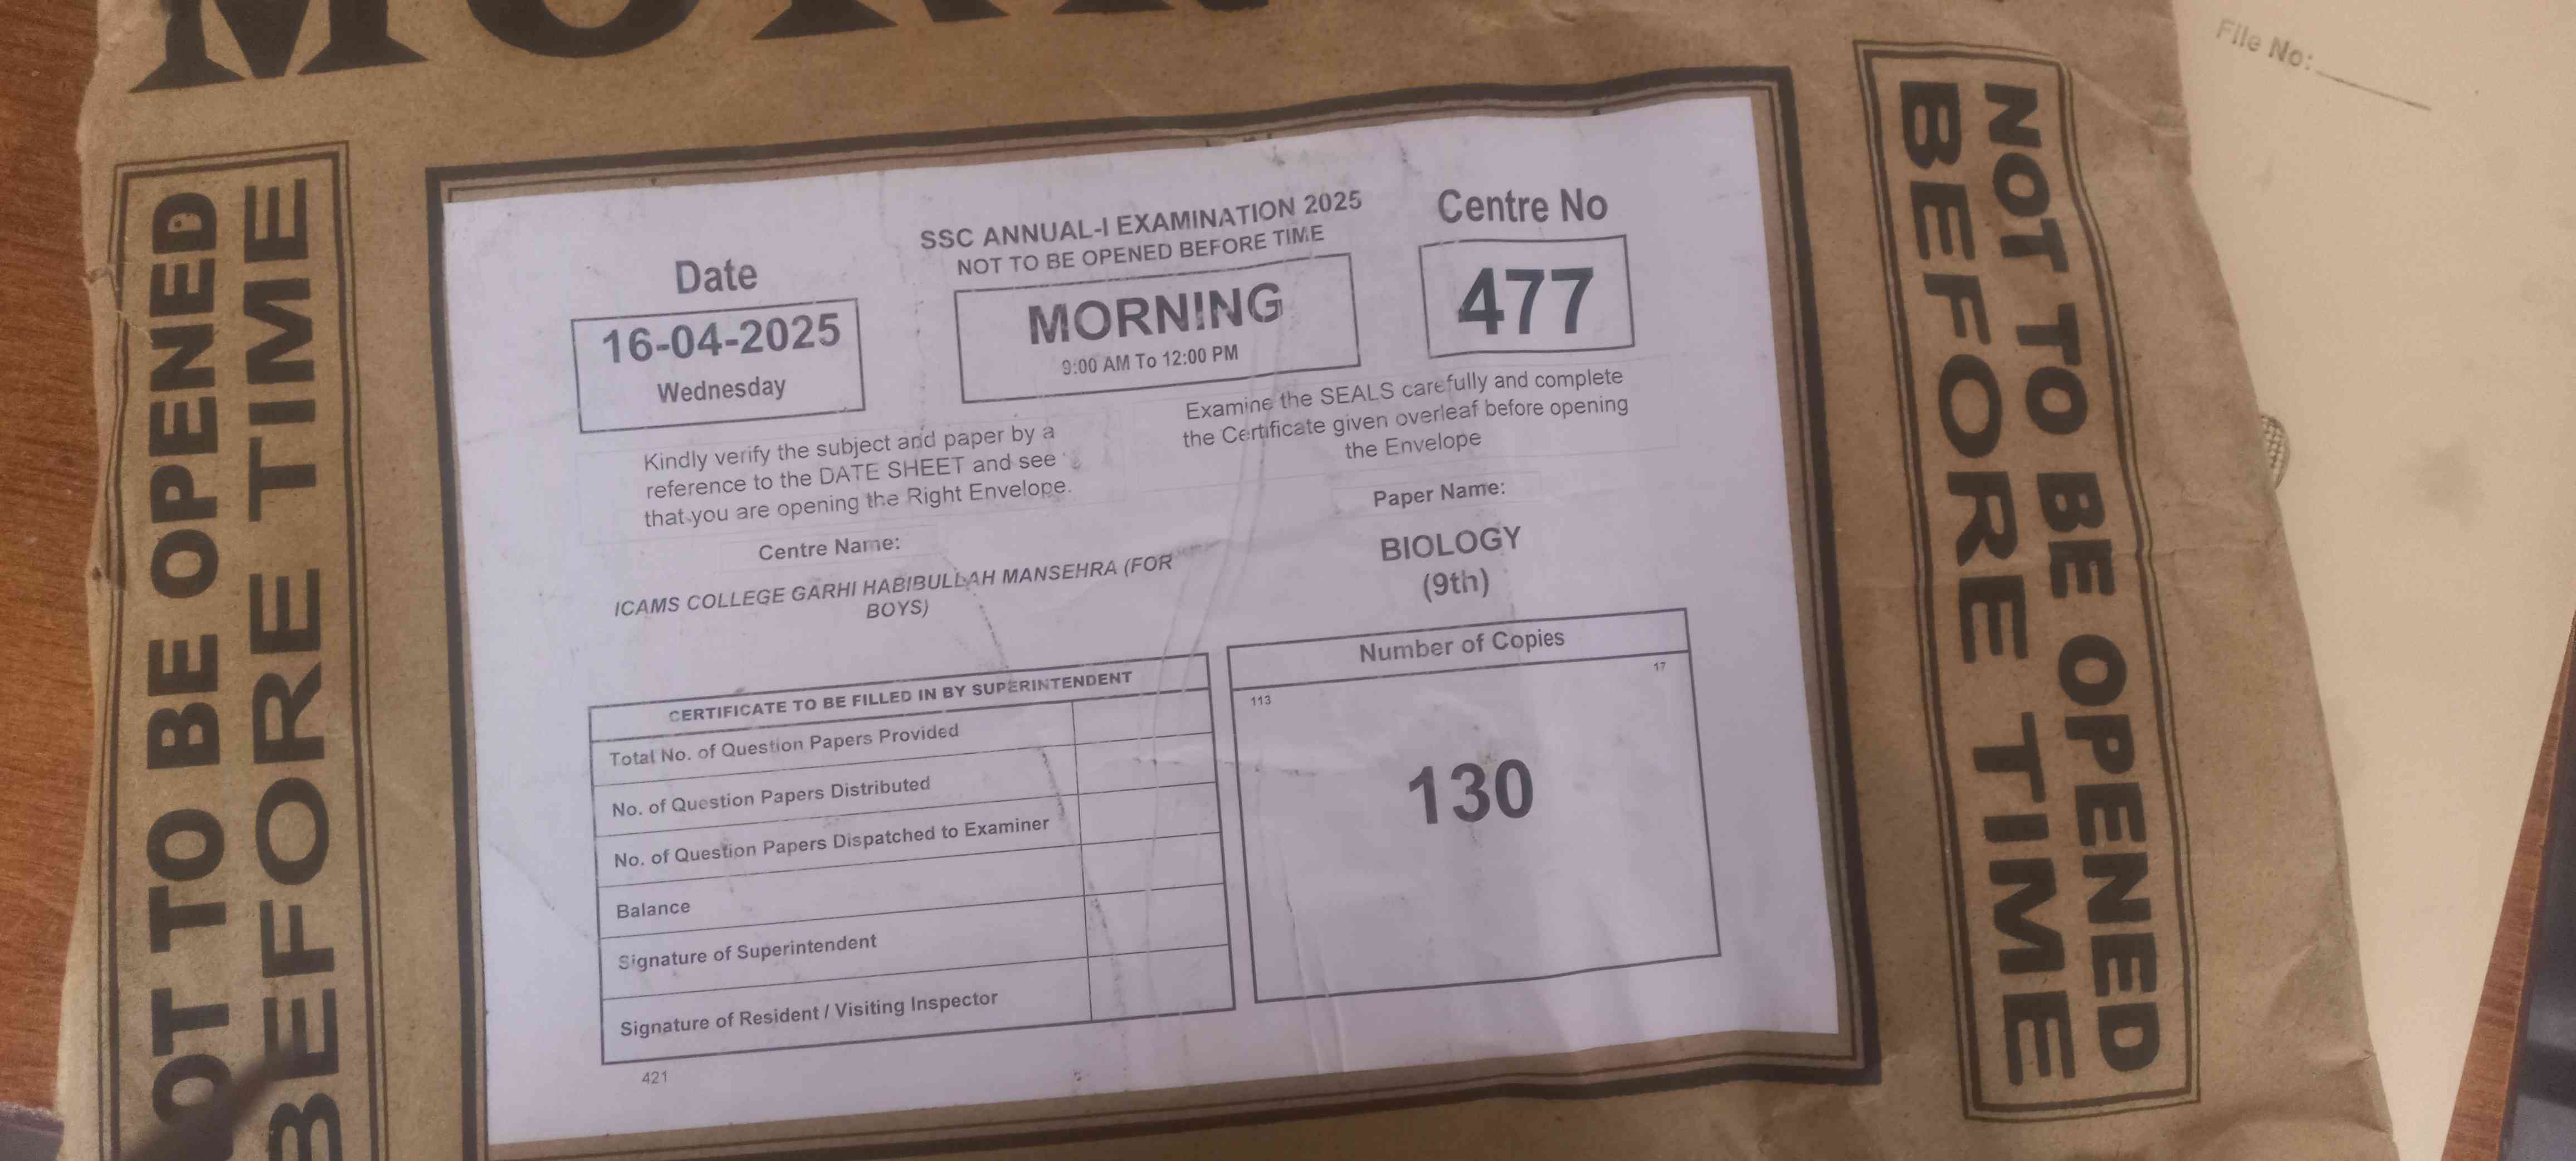 File No:
NOT TO BE OPENED
BEFORE TIME
SSC ANNUAL-I EXAMINATION 2025
NOT TO BE OPENED BEFORE TIME
Date
16-04-2025
Wednesday
MORNING
9:00 AM To 12:00 PM
Centre No
477
Kindly verify the subject and paper by a
reference to the DATE SHEET and see
that you are opening the Right Envelope.
Examine the SEALS carefully and complete
the Certificate given overleaf before opening
the Envelope
Centre Name:
ICAMS COLLEGE GARHI HABIBULLAH MANSEHRA (FOR
BOYS)
Paper Name:
BIOLOGY
(9th)
CERTIFICATE TO BE FILLED IN BY SUPERINTENDENT
Total No. of Question Papers Provided
No. of Question Papers Distributed
No. of Question Papers Dispatched to Examiner
Balance
Signature of Superintendent
Signature of Resident / Visiting Inspector
421
Number of Copies
113
17
130
NOT TO BE OPENED
BEFORE TIME